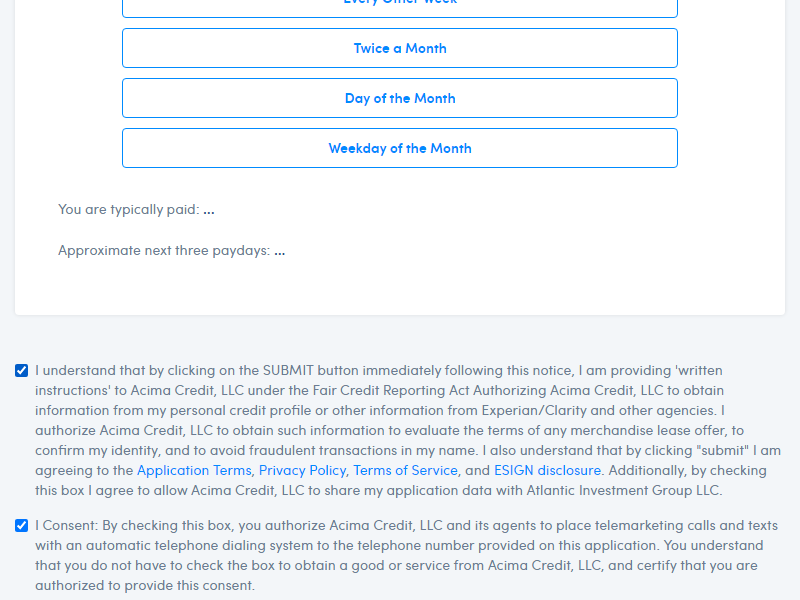 Every Other Week
Twice a Month
Day of the Month
Weekday of the Month
You are typically paid: ...
Approximate next three paydays: ...
I understand that by clicking on the SUBMIT button immediately following this notice, I am providing 'written
instructions' to Acima Credit, LLC under the Fair Credit Reporting Act Authorizing Acima Credit, LLC to obtain
information from my personal credit profile or other information from Experian/Clarity and other agencies. I
authorize Acima Credit, LLC to obtain such information to evaluate the terms of any merchandise lease offer, to
confirm my identity, and to avoid fraudulent transactions in my name. I also understand that by clicking "submit" I am
agreeing to the Application Terms, Privacy Policy, Terms of Service, and ESIGN disclosure. Additionally, by checking
this box I agree to allow Acima Credit, LLC to share my application data with Atlantic Investment Group LLC.
I Consent: By checking this box, you authorize Acima Credit, LLC and its agents to place telemarketing calls and texts
with an automatic telephone dialing system to the telephone number provided on this application. You understand
that you do not have to check the box to obtain a good or service from Acima Credit, LLC, and certify that you are
authorized to provide this consent.